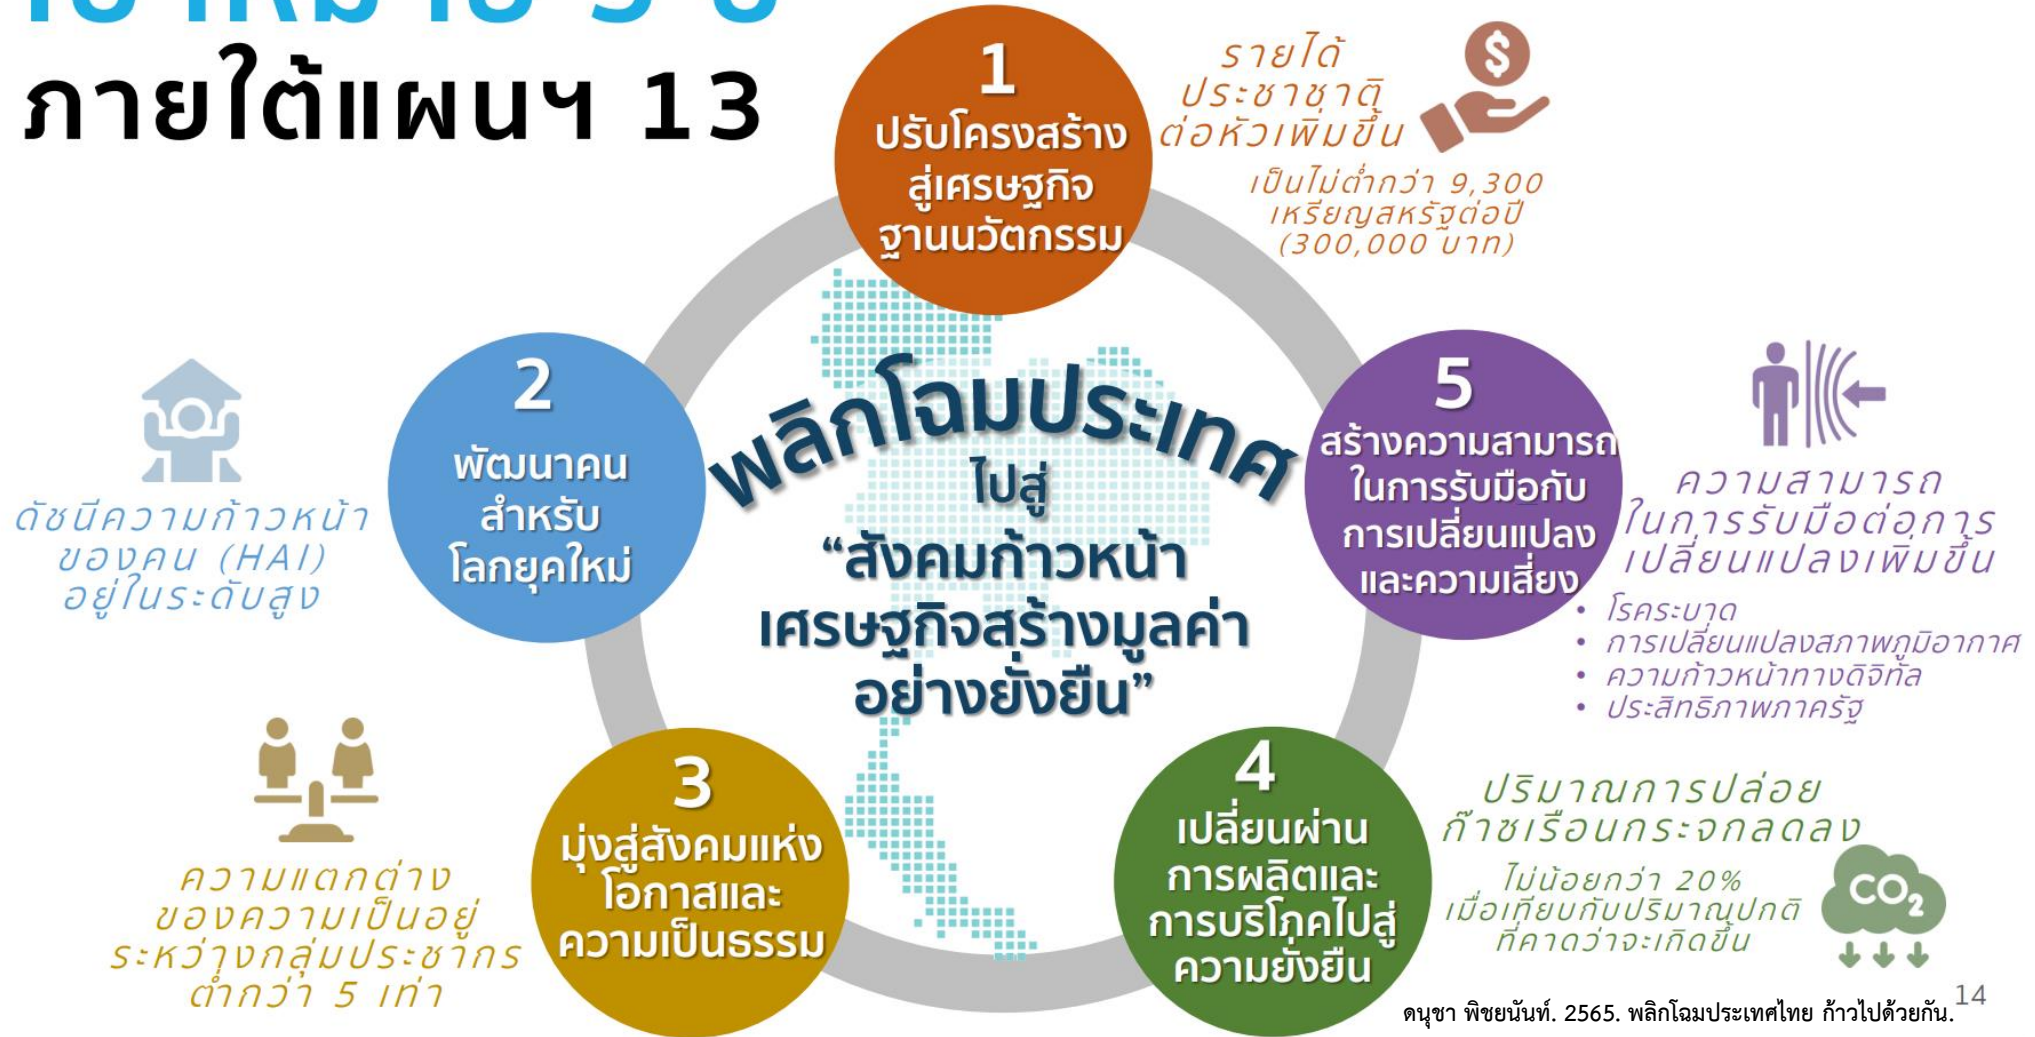 ภายใต้แผนฯ 13
1
ปรับโครงสร้าง
สู่เศรษฐกิจ
ฐานนวัตกรรม
รายได้
ประชาชาติ
ต่อหัวเพิ่มขึ้น
$
เป็นไม่ต่ำกว่า 9,300
เหรียญสหรัฐต่อปี
(300,000 บาท)
2
พัฒนาคน
สำหรับ
โลกยุคใหม่
ดัชนีความก้าวหน้า
ของคน (HAI)
อยู่ในระดับสูง
พลิกโฉมประเทศ
ไปสู่
“สังคมก้าวหน้า
เศรษฐกิจสร้างมูลค่า
อย่างยั่งยืน”
5
สร้างความสามารถ
ในการรับมือกับ
การเปลี่ยนแปลง
และความเสี่ยง
ความสามารถ
ในการรับมือต่อการ
เปลี่ยนแปลงเพิ่มขึ้น
• โรคระบาด
• การเปลี่ยนแปลงสภาพภูมิอากาศ
• ความก้าวหน้าทางดิจิทัล
• ประสิทธิภาพภาครัฐ
3
มุ่งสู่สังคมแห่ง
โอกาสและ
ความเป็นธรรม
ความแตกต่าง
ของความเป็นอยู่
ระหว่างกลุ่มประชากร
ต่ำกว่า 5 เท่า
4
เปลี่ยนผ่าน
การผลิตและ
การบริโภคไปสู่
ความยั่งยืน
ปริมาณการปล่อย
ก๊าซเรือนกระจกลดลง
ไม่น้อยกว่า 20%
เมื่อเทียบกับปริมาณปกติ
ที่คาดว่าจะเกิดขึ้น
CO2
ดนุชา พิชยนันท์. 2565. พลิกโฉมประเทศไทย ก้าวไปด้วยกัน.
14